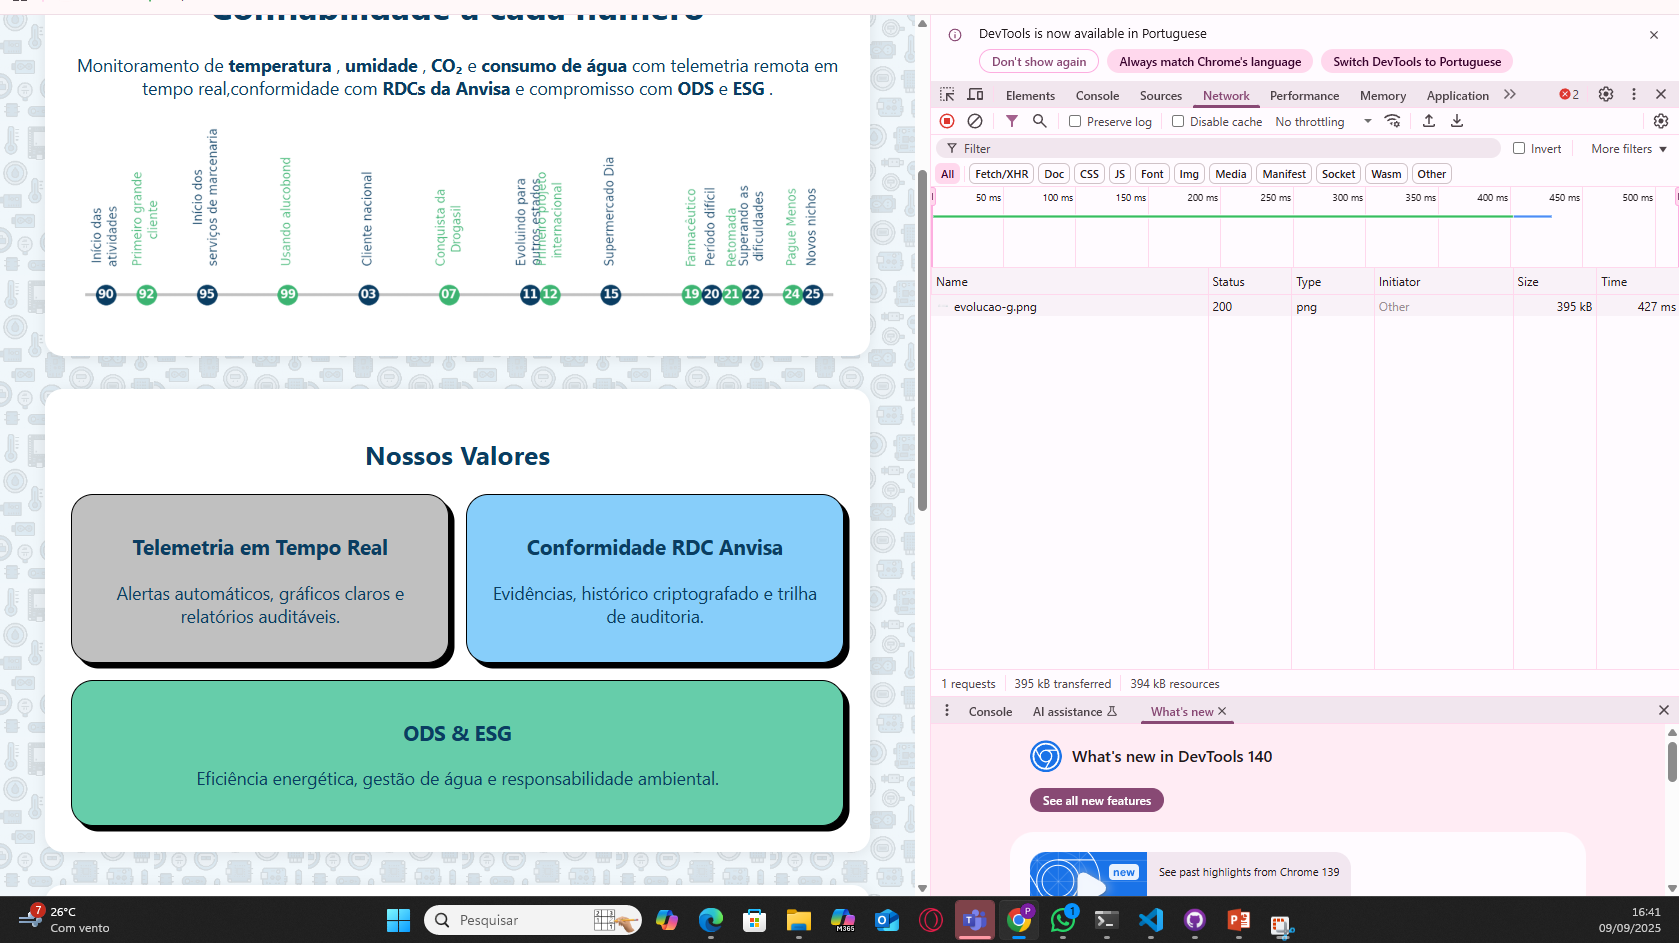 Confiabilidade a cada número
Monitoramento de temperatura , umidade , CO₂ e consumo de água com telemetria remota em
tempo real,conformidade com RDCs da Anvisa e compromisso com ODS e ESG .
Início das
atividades
Primeiro grande
cliente
Início dos
serviços de marcenaria
Usando alucobond
Cliente nacional
Conquista da
Drogasil
Evoluindo para
outros estados
Primeiro projeto
internacional
Supermercado Dia
Farmacêutico
Período difícil
Retomada
Superando as
dificuldades
Pague Menos
Novos nichos
90 92 95 99 03 07 11 12 15 19 20 21 22 24 25
Nossos Valores
Telemetria em Tempo Real
Alertas automáticos, gráficos claros e
relatórios auditáveis.
Conformidade RDC Anvisa
Evidências, histórico criptografado e trilha
de auditoria.
ODS & ESG
Eficiência energética, gestão de água e responsabilidade ambiental.
DevTools is now available in Portuguese
Don't show again Always match Chrome's language Switch DevTools to Portuguese
Elements Console Sources Network Performance Memory Application 2
Preserve log Disable cache No throttling
Filter Invert More filters
All Fetch/XHR Doc CSS JS Font Img Media Manifest Socket Wasm Other
50 ms 100 ms 150 ms 200 ms 250 ms 300 ms 350 ms 400 ms 450 ms 500 ms
Name Status Type Initiator Size Time
evolucao-g.png 200 png Other 395 kB 427 ms
1 requests 395 kB transferred 394 kB resources
Console AI assistance What's new
What's new in DevTools 140
See all new features
new
See past highlights from Chrome 139
7
26°C
Com vento
Pesquisar
M365
P
1
16:41
09/09/2025